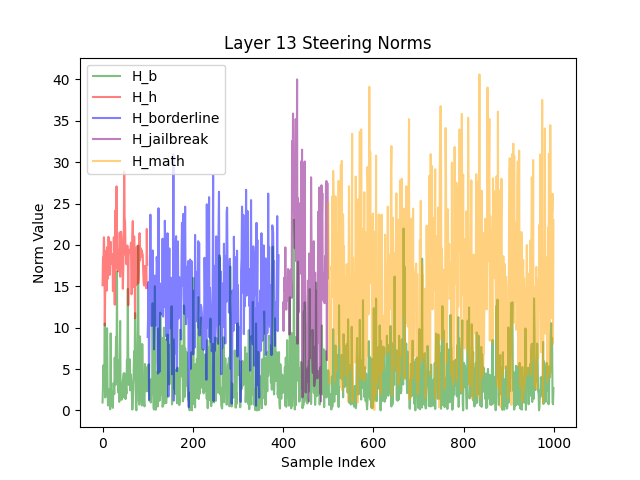 Layer 13 Steering Norms
H_b
H_h
H_borderline
H_jailbreak
H_math
Norm Value
40
35
30
25
20
15
10
5
0
0 200 400 600 800 1000
Sample Index